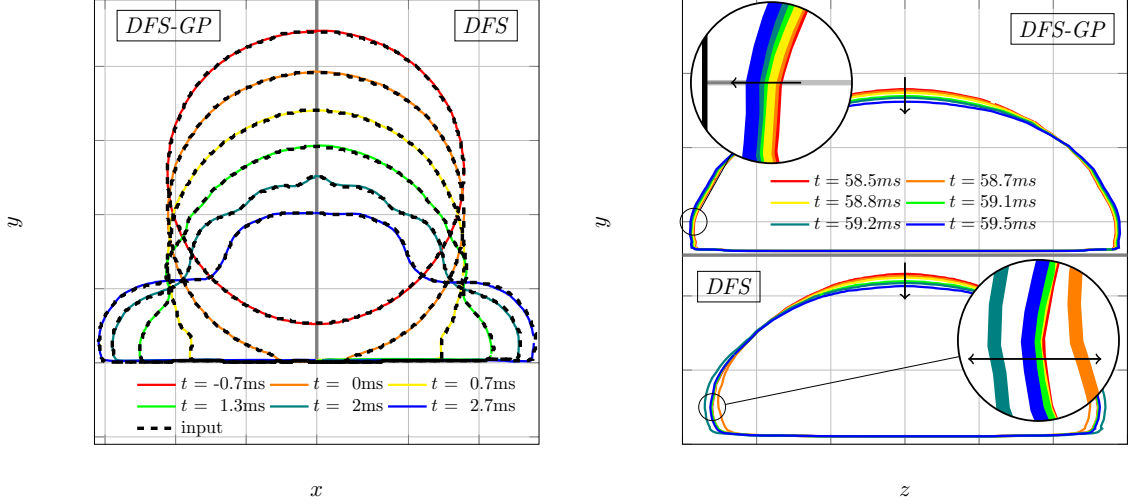 DFS-GP
DFS
y
t = -0.7ms t = 0ms t = 0.7ms
t = 1.3ms t = 2ms t = 2.7ms
input
x
DFS-GP
y
t = 58.5ms t = 58.7ms
t = 58.8ms t = 59.1ms
t = 59.2ms t = 59.5ms
DFS
z